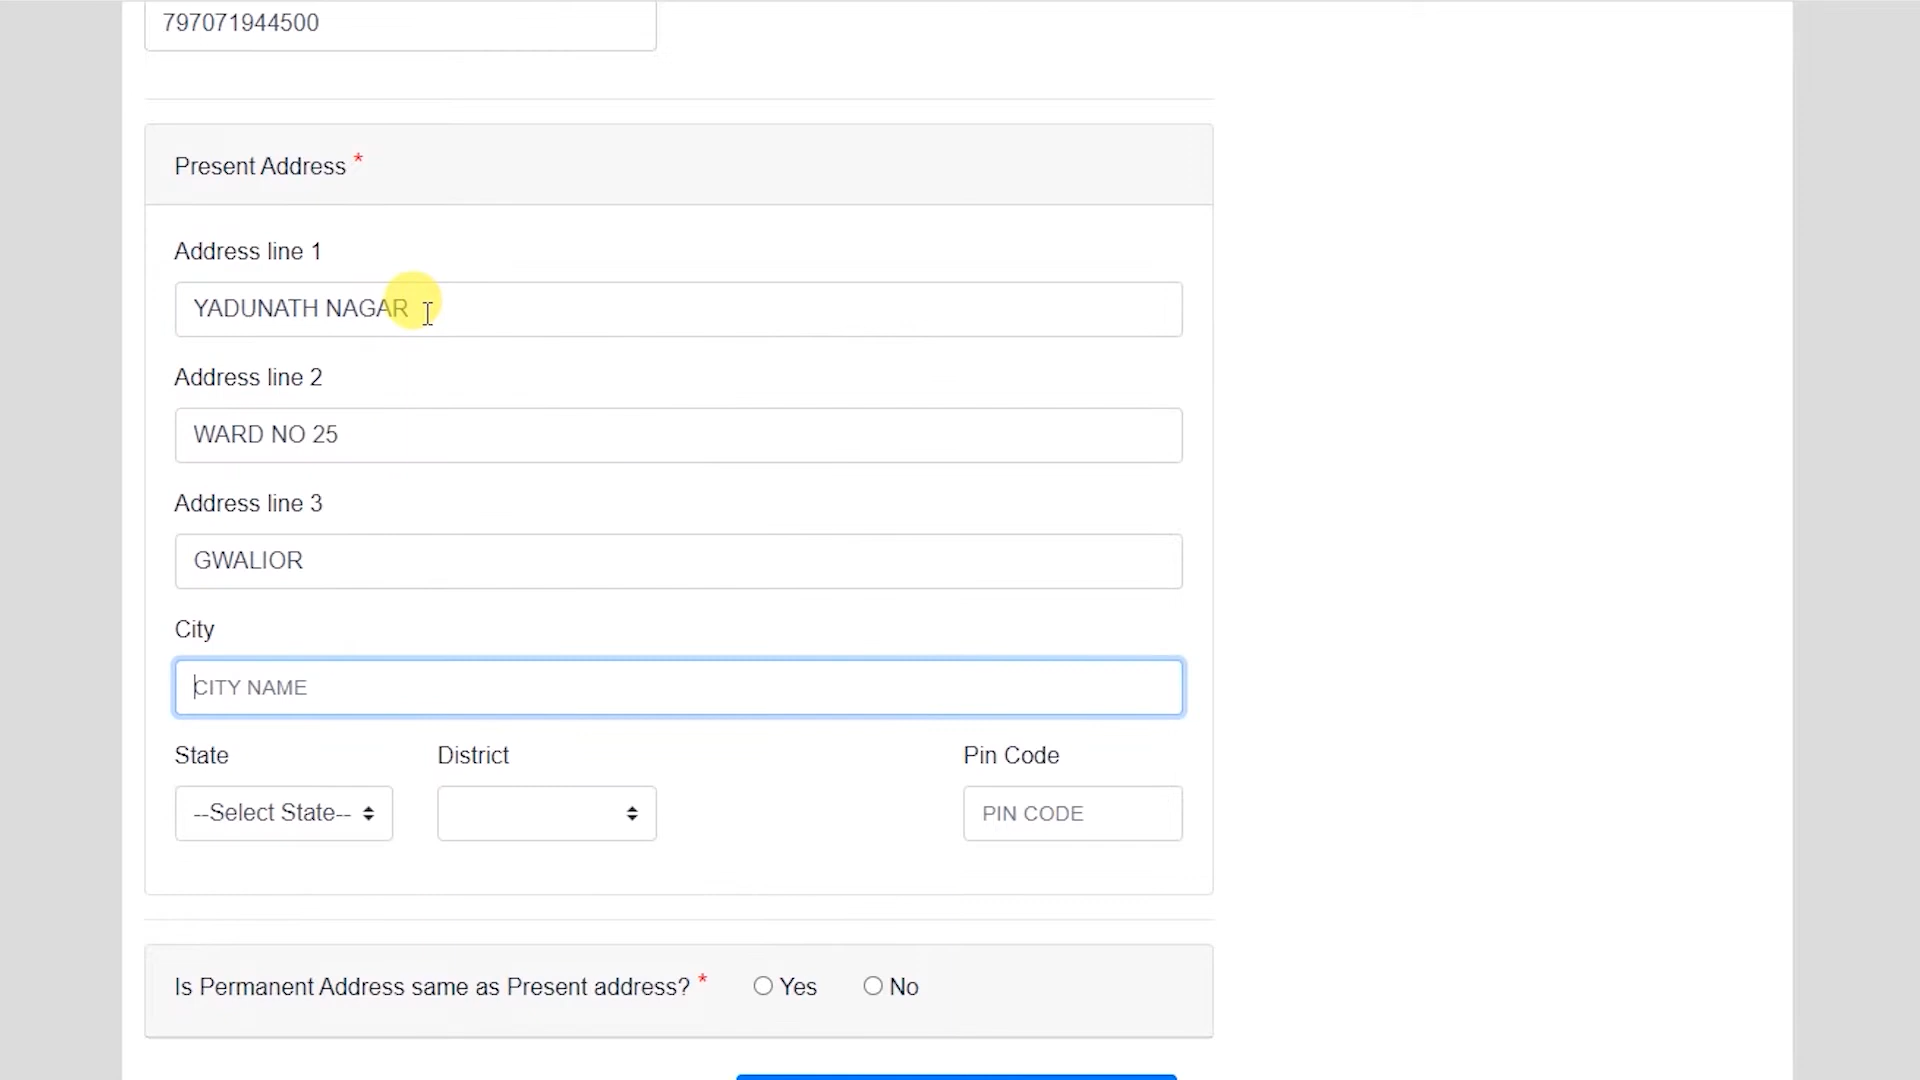 797071944500
Present Address *
Address line 1
YADUNATH NAGAR
Address line 2
WARD NO 25
Address line 3
GWALIOR
City
CITY NAME
State District Pin Code
--Select State-- PIN CODE
Is Permanent Address same as Present address? * Yes No